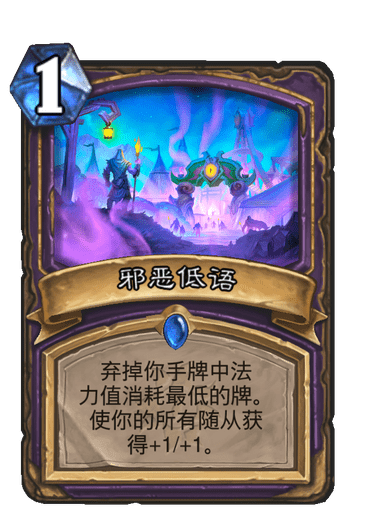 1
邪恶低语
弃掉你手牌中法
力值消耗最低的牌。
使你的所有随从获
得+1/+1。